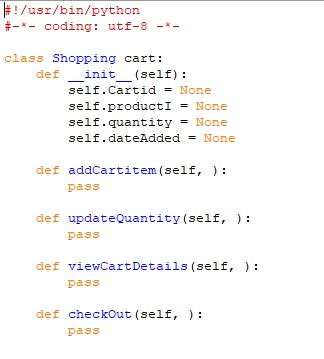 #!/usr/bin/python
#-*- coding: utf-8 -*-
class Shopping cart:
def __init__(self):
self.Cartid = None
self.productI = None
self.quantity = None
self.dateAdded = None
def addCartitem(self, ):
pass
def updateQuantity(self, ):
pass
def viewCartDetails(self, ):
pass
def checkOut(self, ):
pass